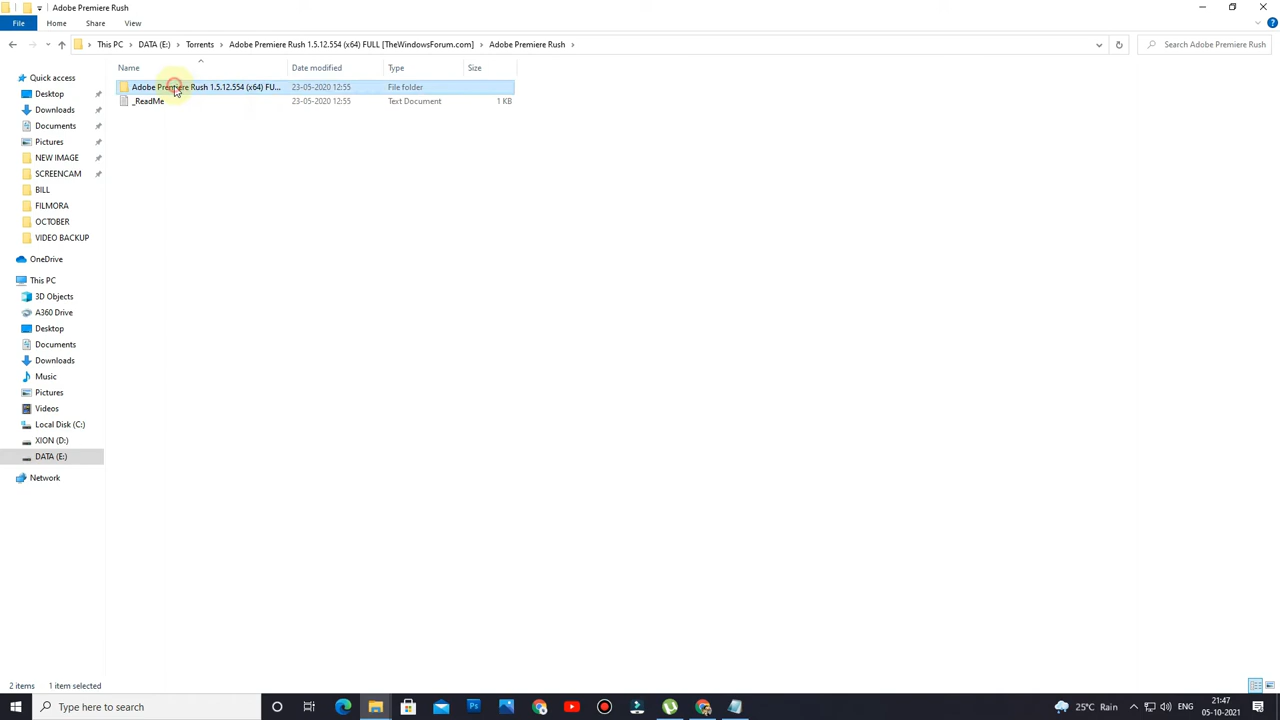 Adobe Premiere Rush
File Home Share View
This PC > DATA (E:) > Torrents > Adobe Premiere Rush 1.5.12.554 (x64) FULL [TheWindowsForum.com] > Adobe Premiere Rush >
Search Adobe Premiere Rush
Name Date modified Type Size
Adobe Premiere Rush 1.5.12.554 (x64) FU... 23-05-2020 12:55 File folder
_ReadMe 23-05-2020 12:55 Text Document 1 KB
Quick access
Desktop
Downloads
Documents
Pictures
NEW IMAGE
SCREENCAM
BILL
FILMORA
OCTOBER
VIDEO BACKUP
OneDrive
This PC
3D Objects
A360 Drive
Desktop
Documents
Downloads
Music
Pictures
Videos
Local Disk (C:)
XION (D:)
DATA (E:)
Network
2 items 1 item selected
Type here to search
Ps
25°C Rain
ENG
21:47
05-10-2021